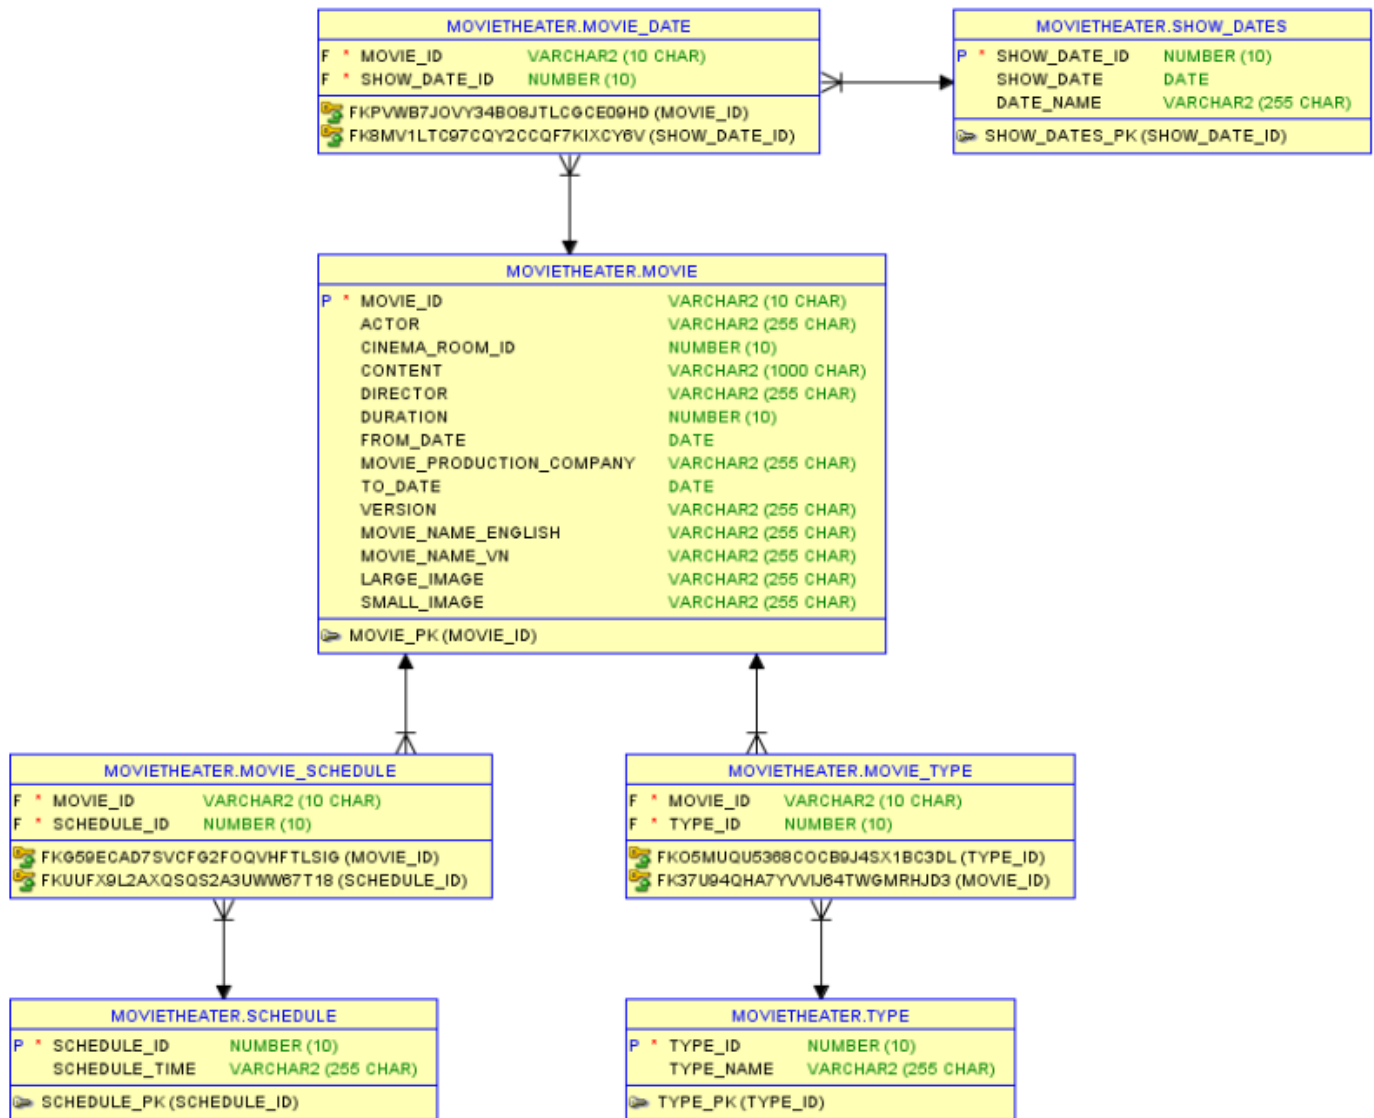 MOVIETHEATER.MOVIE_DATE
F * MOVIE_ID VARCHAR2 (10 CHAR)
F * SHOW_DATE_ID NUMBER (10)
FKPVWB7JOVY34BO8JTLCGCE09HD (MOVIE_ID)
FK8MV1LTC97CQY2CCQF7KIXCY6V (SHOW_DATE_ID)
MOVIETHEATER.SHOW_DATES
P * SHOW_DATE_ID NUMBER (10)
SHOW_DATE DATE
DATE_NAME VARCHAR2 (255 CHAR)
SHOW_DATES_PK (SHOW_DATE_ID)
MOVIETHEATER.MOVIE
P * MOVIE_ID VARCHAR2 (10 CHAR)
ACTOR VARCHAR2 (255 CHAR)
CINEMA_ROOM_ID NUMBER (10)
CONTENT VARCHAR2 (1000 CHAR)
DIRECTOR VARCHAR2 (255 CHAR)
DURATION NUMBER (10)
FROM_DATE DATE
MOVIE_PRODUCTION_COMPANY VARCHAR2 (255 CHAR)
TO_DATE DATE
VERSION VARCHAR2 (255 CHAR)
MOVIE_NAME_ENGLISH VARCHAR2 (255 CHAR)
MOVIE_NAME_VN VARCHAR2 (255 CHAR)
LARGE_IMAGE VARCHAR2 (255 CHAR)
SMALL_IMAGE VARCHAR2 (255 CHAR)
MOVIE_PK (MOVIE_ID)
MOVIETHEATER.MOVIE_SCHEDULE
F * MOVIE_ID VARCHAR2 (10 CHAR)
F * SCHEDULE_ID NUMBER (10)
FKG59ECAD7SVCFG2FOQVHFTLSIG (MOVIE_ID)
FKUUFX9L2AXQSQS2A3UWW67T18 (SCHEDULE_ID)
MOVIETHEATER.MOVIE_TYPE
F * MOVIE_ID VARCHAR2 (10 CHAR)
F * TYPE_ID NUMBER (10)
FKO5MUQU5368COCB9J4SX1BC3DL (TYPE_ID)
FK37U94QHA7YVVIJ64TWGMRHJD3 (MOVIE_ID)
MOVIETHEATER.SCHEDULE
P * SCHEDULE_ID NUMBER (10)
SCHEDULE_TIME VARCHAR2 (255 CHAR)
SCHEDULE_PK (SCHEDULE_ID)
MOVIETHEATER.TYPE
P * TYPE_ID NUMBER (10)
TYPE_NAME VARCHAR2 (255 CHAR)
TYPE_PK (TYPE_ID)